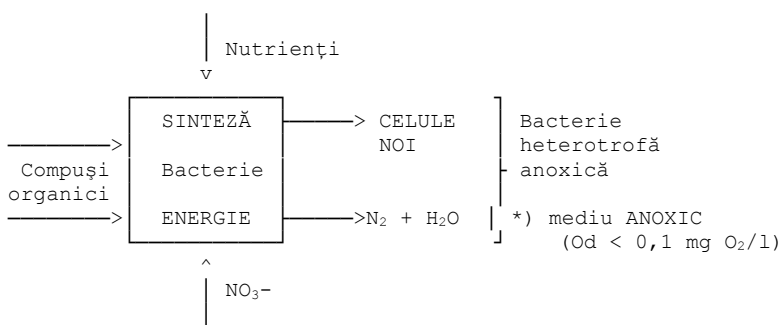 Nutrienți
SINTEZĂ
CELULE
Bacterie
NOI
heterotrofă
Compuși
Bacterie
anoxică
organici
ENERGIE
N₂ + H₂O
*) mediu ANOXIC
(Od < 0,1 mg O₂/l)
NO₃-